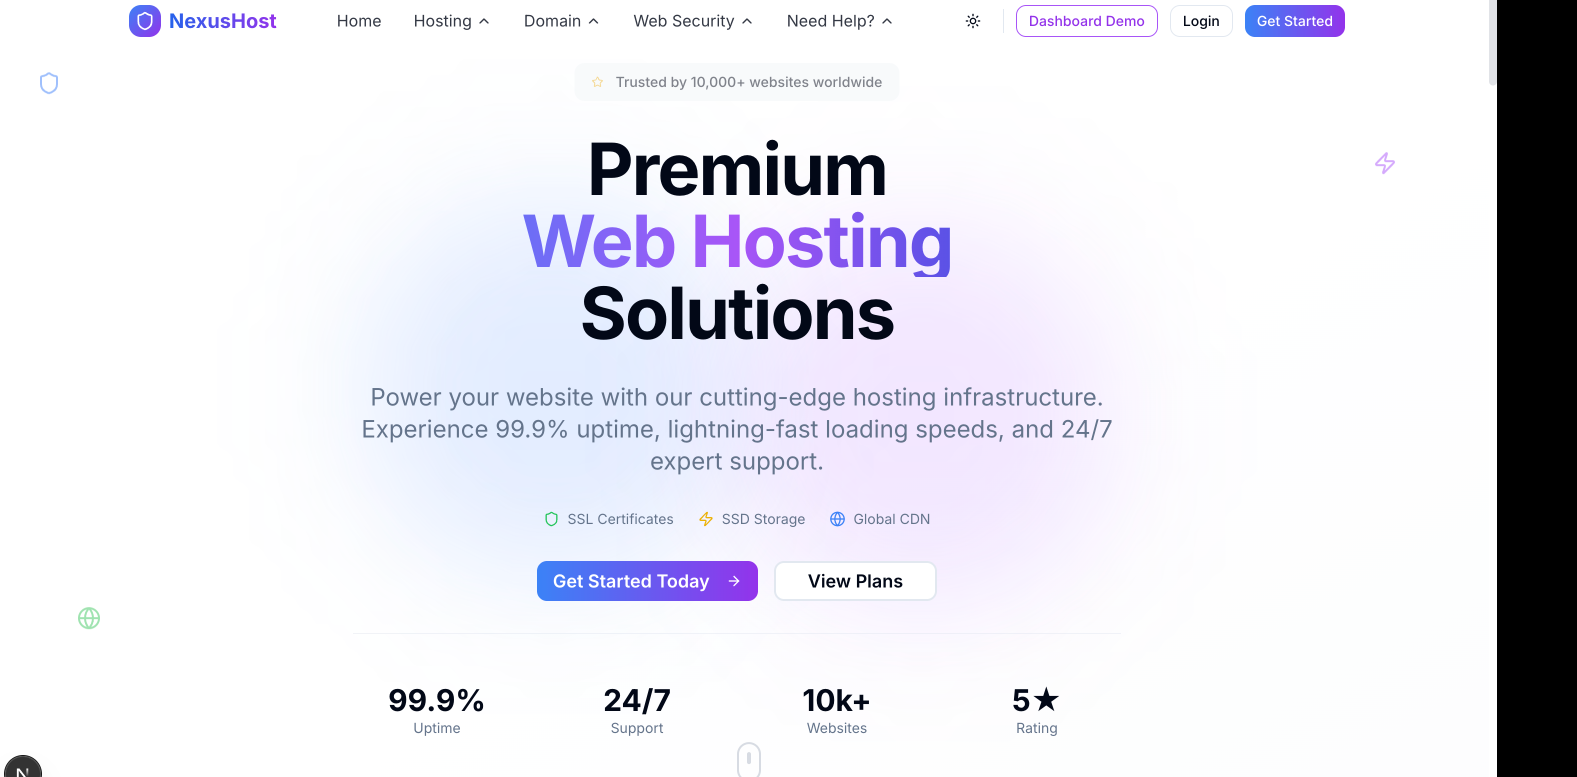 NexusHost
Home
Hosting
Domain
Web Security
Need Help?
Dashboard Demo
Login
Get Started
Trusted by 10,000+ websites worldwide
Premium
Web Hosting
Solutions
Power your website with our cutting-edge hosting infrastructure.
Experience 99.9% uptime, lightning-fast loading speeds, and 24/7
expert support.
SSL Certificates
SSD Storage
Global CDN
Get Started Today
View Plans
99.9%
Uptime
24/7
Support
10k+
Websites
5★
Rating
N